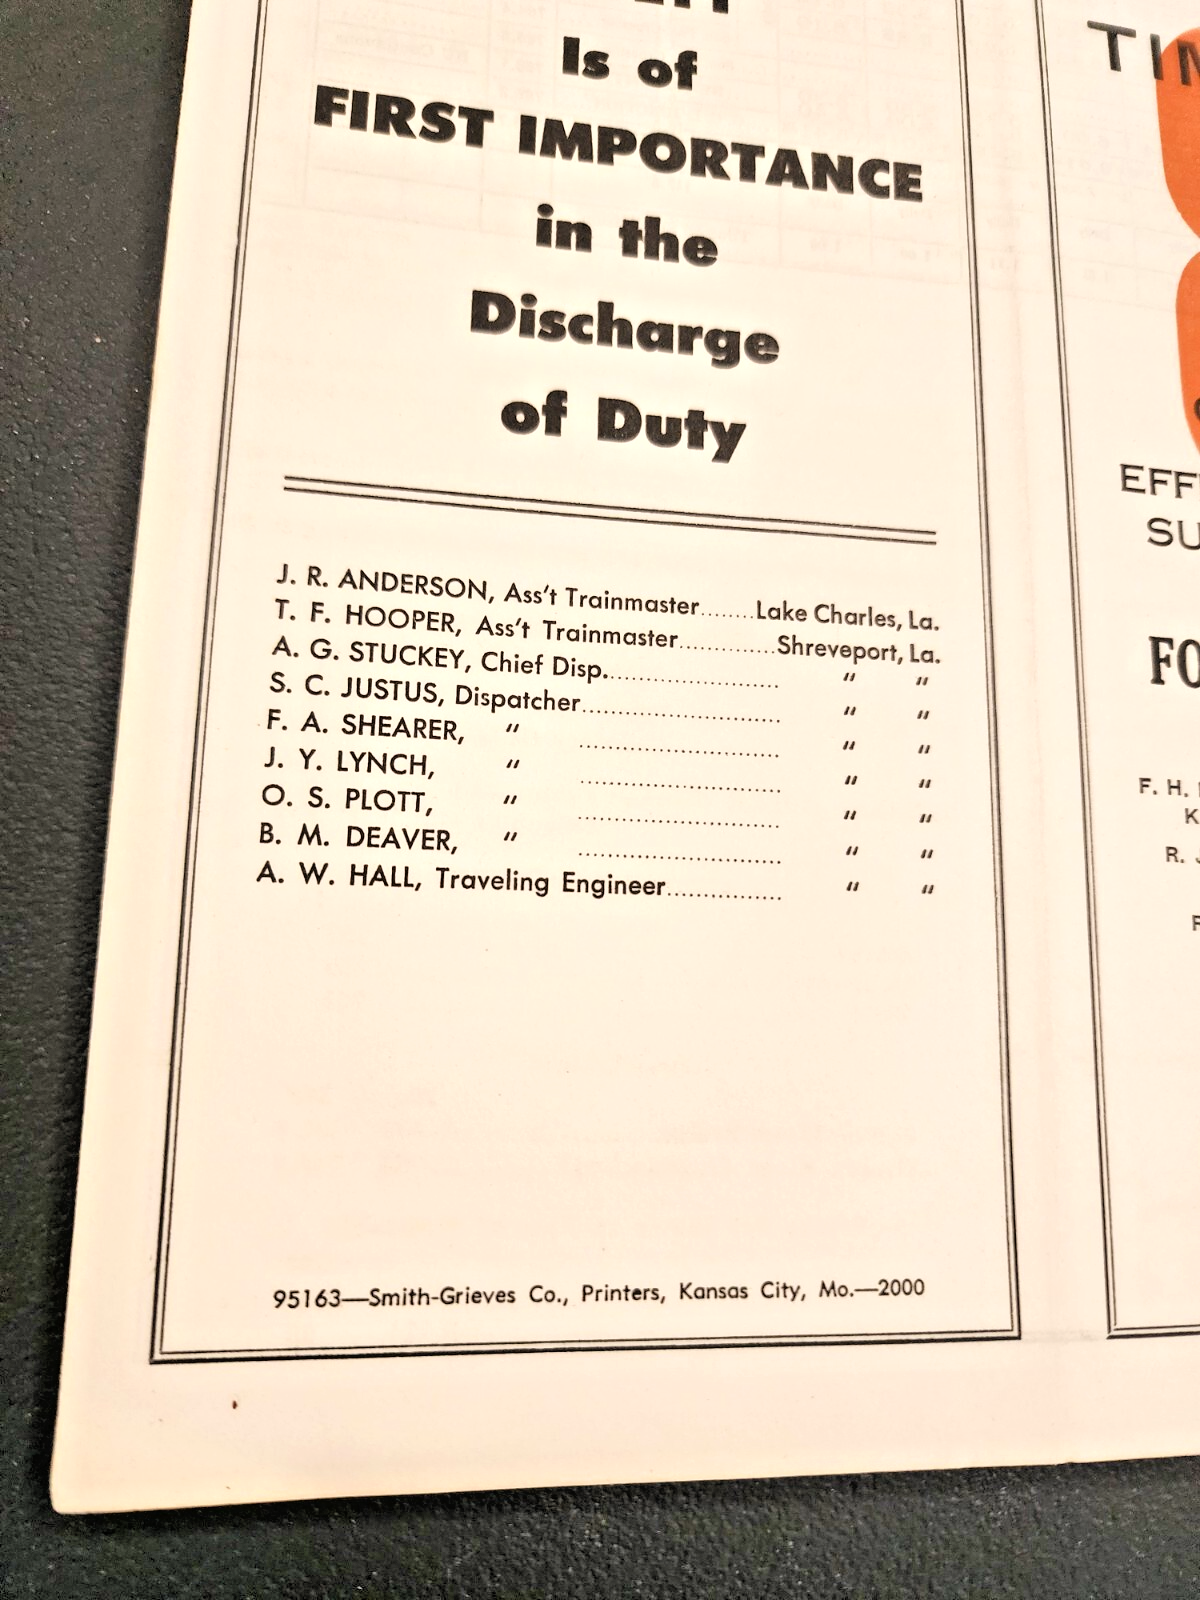 Is of
FIRST IMPORTANCE
in the
Discharge
of Duty
J. R. ANDERSON, Ass't Trainmaster.......Lake Charles, La.
T. F. HOOPER, Ass't Trainmaster.............Shreveport, La.
A. G. STUCKEY, Chief Disp........................ " "
S. C. JUSTUS, Dispatcher........................... " "
F. A. SHEARER, " ........................... " "
J. Y. LYNCH, " ........................... " "
O. S. PLOTT, " ........................... " "
B. M. DEAVER, " ........................... " "
A. W. HALL, Traveling Engineer............... " "
95163—Smith-Grieves Co., Printers, Kansas City, Mo.—2000
TIM
EFF
SU
FO
F. H.
K
R.